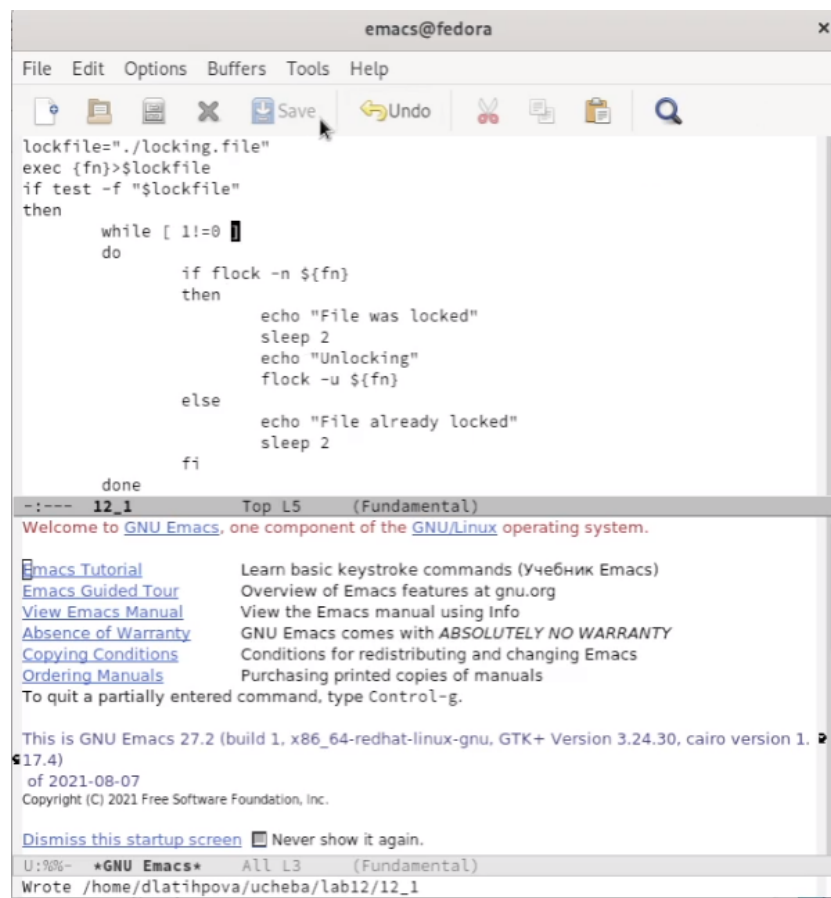 emacs@fedora
File Edit Options Buffers Tools Help
Save Undo
lockfile="./locking.file"
exec {fn}>$lockfile
if test -f "$lockfile"
then
        while [ 1!=0 ]
        do
                if flock -n ${fn}
                then
                        echo "File was locked"
                        sleep 2
                        echo "Unlocking"
                        flock -u ${fn}
                else
                        echo "File already locked"
                        sleep 2
                fi
        done
-:--- 12_1 Top L5 (Fundamental)
Welcome to GNU Emacs, one component of the GNU/Linux operating system.
Emacs Tutorial Learn basic keystroke commands (Учебник Emacs)
Emacs Guided Tour Overview of Emacs features at gnu.org
View Emacs Manual View the Emacs manual using Info
Absence of Warranty GNU Emacs comes with ABSOLUTELY NO WARRANTY
Copying Conditions Conditions for redistributing and changing Emacs
Ordering Manuals Purchasing printed copies of manuals
To quit a partially entered command, type Control-g.
This is GNU Emacs 27.2 (build 1, x86_64-redhat-linux-gnu, GTK+ Version 3.24.30, cairo version 1.
17.4)
of 2021-08-07
Copyright (C) 2021 Free Software Foundation, Inc.
Dismiss this startup screen Never show it again.
U:%%- *GNU Emacs* All L3 (Fundamental)
Wrote /home/dlatihpova/ucheba/lab12/12_1